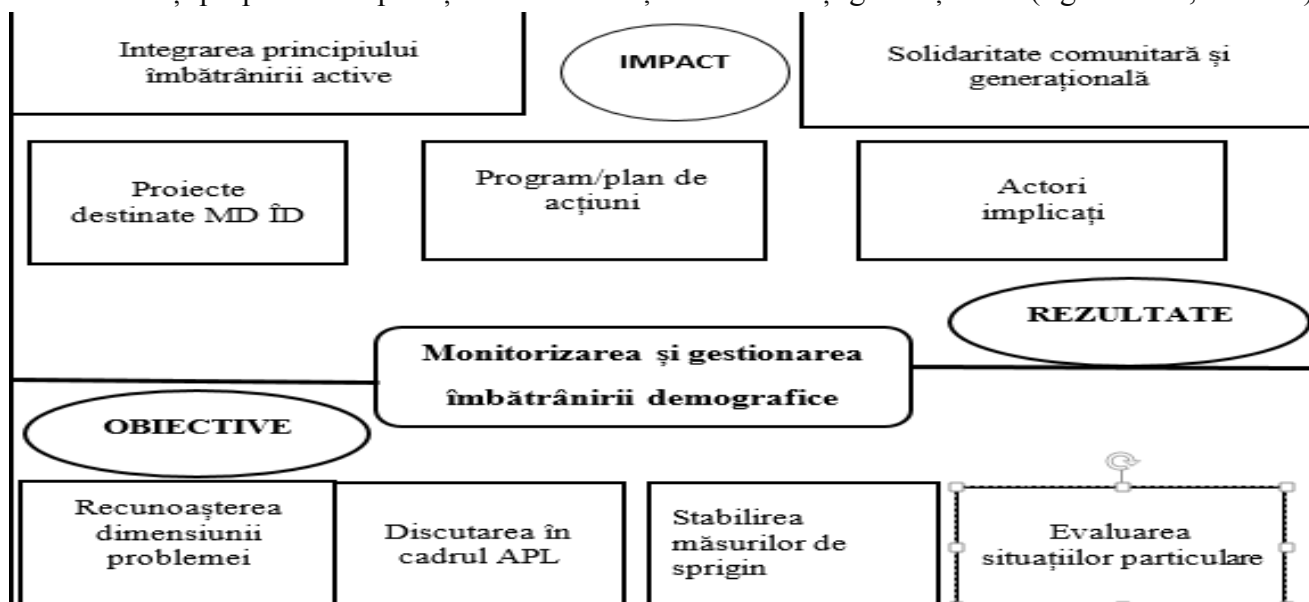 Integrarea principiului
îmbătrânirii active
IMPACT
Solidaritate comunitară și
generațională
Proiecte
destinate MD ÎD
Program/plan de
acțiuni
Actori
implicați
REZULTATE
Monitorizarea și gestionarea
îmbătrânirii demografice
OBIECTIVE
Recunoașterea
dimensiunii
problemei
Discutarea în
cadrul APL
Stabilirea
măsurilor de
sprigin
Evaluarea
situațiilor particulare